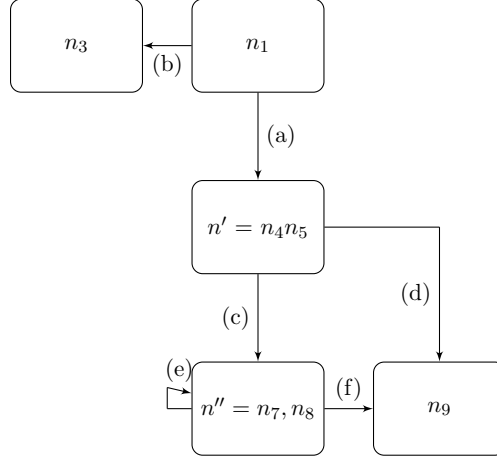 n₃
n₁
(b)
(a)
n′ = n₄n₅
(c)
(d)
(e)
n″ = n₇, n₈
(f)
n₉